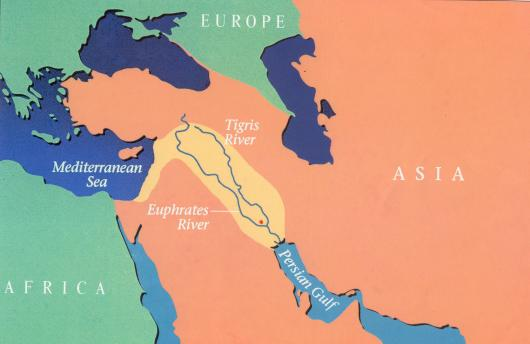 EUROPE
Tigris
River
Mediterranean
Sea
ASIA
Euphrates
River
Persian Gulf
AFRICA